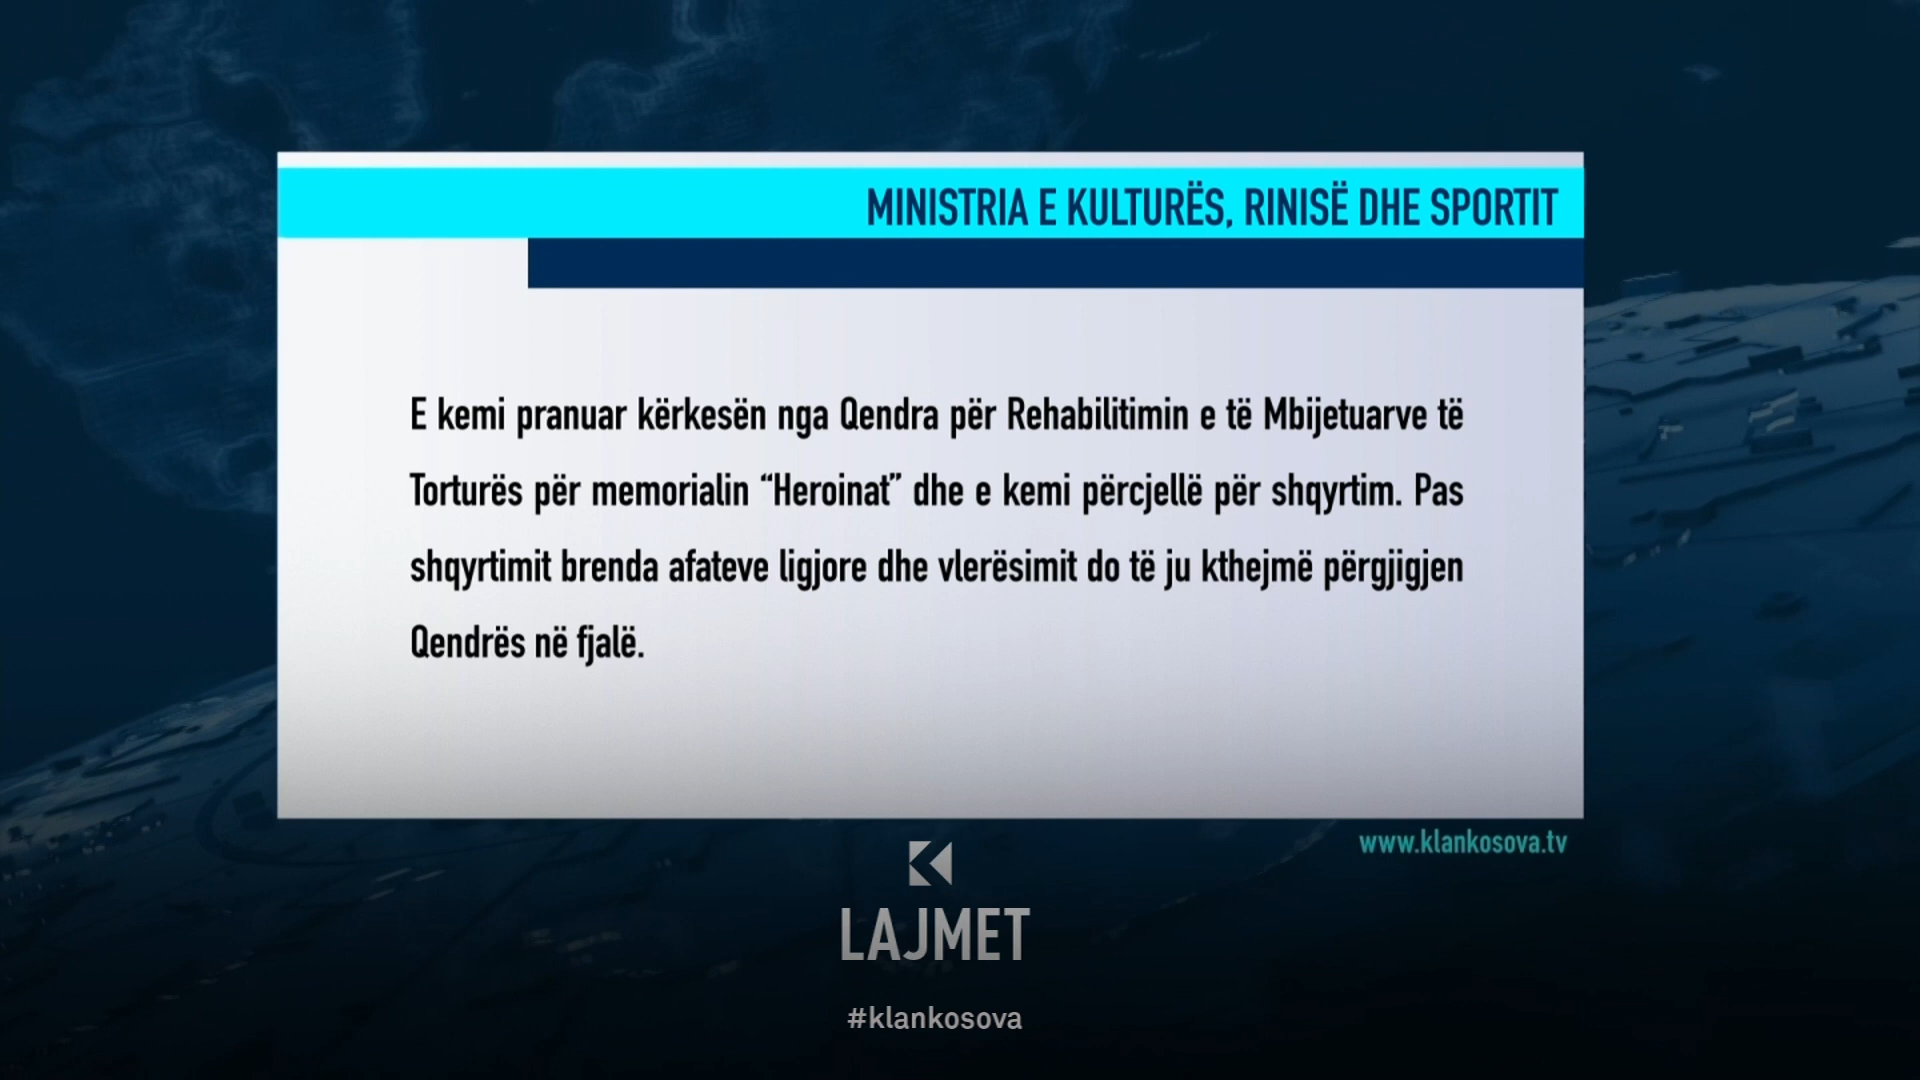 MINISTRIA E KULTURËS, RINISË DHE SPORTIT
E kemi pranuar kërkesën nga Qendra për Rehabilitimin e të Mbijetuarve të
Torturës për memorialin “Heroinat” dhe e kemi përcjellë për shqyrtim. Pas
shqyrtimit brenda afateve ligjore dhe vlerësimit do të ju kthejmë përgjigjen
Qendrës në fjalë.
www.klankosova.tv
LAJMET
#klankosova